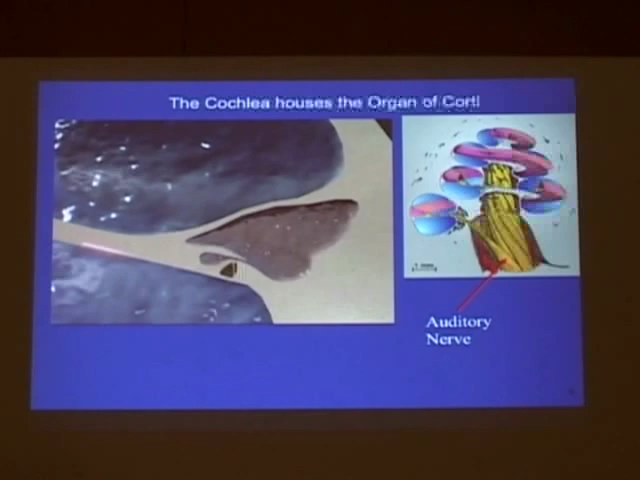 The Cochlea houses the Organ of Corti
Auditory
Nerve